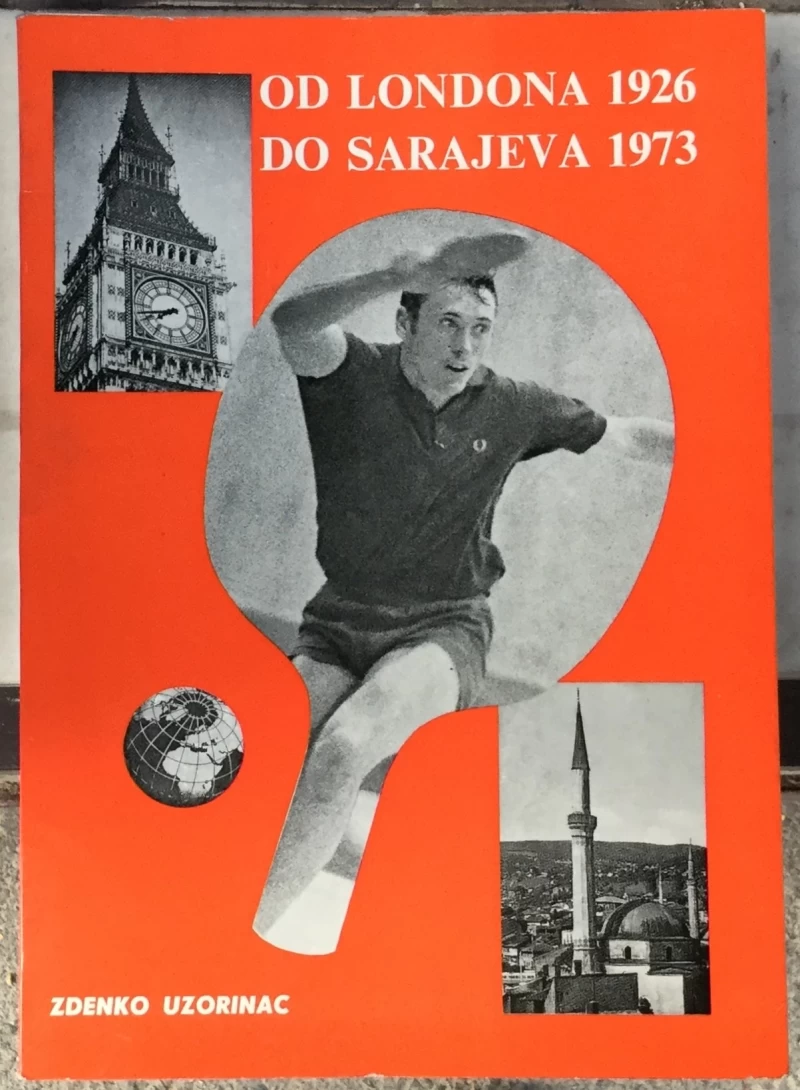 OD LONDONA 1926
DO SARAJEVA 1973
ZDENKO UZORINAC